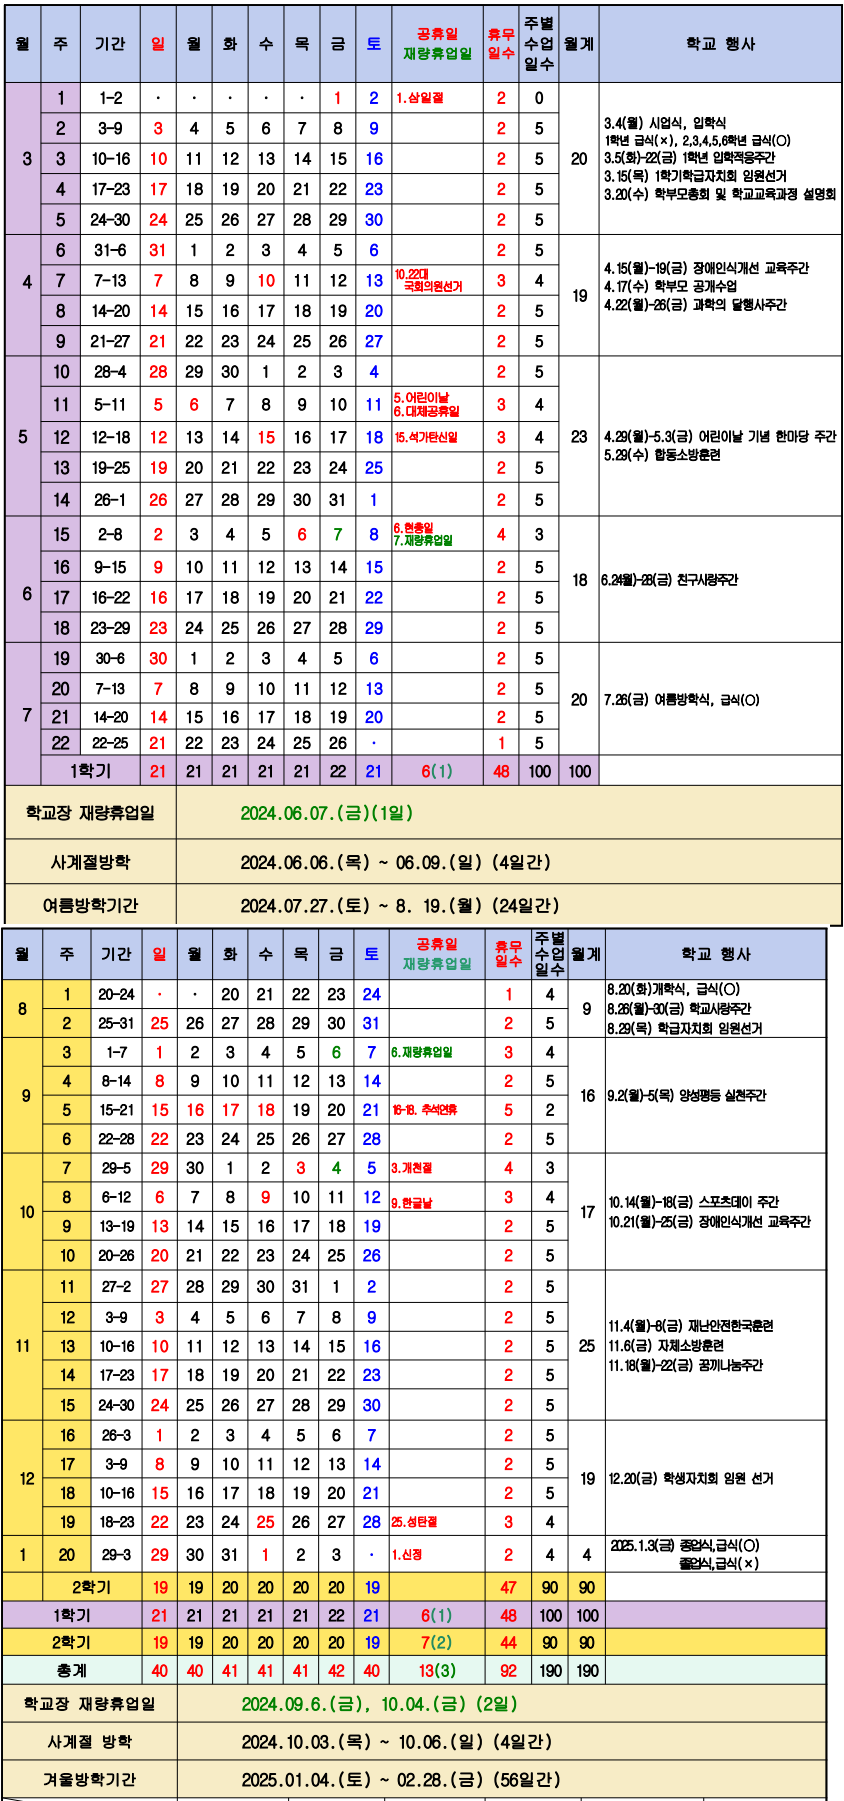 월 주 기간 일 월 화 수 목 금 토 공휴일 재량휴업일 휴무일수 주별수업일수 월계 학교 행사
3 1 1-2 · · · · · 1 2 1.삼일절 2 0 20
2 3-9 3 4 5 6 7 8 9 2 5
3 10-16 10 11 12 13 14 15 16 2 5
4 17-23 17 18 19 20 21 22 23 2 5
5 24-30 24 25 26 27 28 29 30 2 5
3.4(월) 시업식, 입학식
1학년 급식(×), 2,3,4,5,6학년 급식(○)
3.5(화)-22(금) 1학년 입학적응주간
3.15(목) 1학기학급자치회 임원선거
3.20(수) 학부모총회 및 학교교육과정 설명회
4 6 31-6 31 1 2 3 4 5 6 2 5 19
7 7-13 7 8 9 10 11 12 13 10.22대 국회의원선거 3 4
8 14-20 14 15 16 17 18 19 20 2 5
9 21-27 21 22 23 24 25 26 27 2 5
4.15(월)-19(금) 장애인식개선 교육주간
4.17(수) 학부모 공개수업
4.22(월)-26(금) 과학의 달행사주간
5 10 28-4 28 29 30 1 2 3 4 2 5 23
11 5-11 5 6 7 8 9 10 11 5.어린이날 6.대체공휴일 3 4
12 12-18 12 13 14 15 16 17 18 15.석가탄신일 3 4
13 19-25 19 20 21 22 23 24 25 2 5
14 26-1 26 27 28 29 30 31 1 2 5
4.29(월)-5.3(금) 어린이날 기념 한마당 주간
5.29(수) 합동소방훈련
6 15 2-8 2 3 4 5 6 7 8 6.현충일 7.재량휴업일 4 3 18
16 9-15 9 10 11 12 13 14 15 2 5
17 16-22 16 17 18 19 20 21 22 2 5
18 23-29 23 24 25 26 27 28 29 2 5
6.24월)-28(금) 친구사랑주간
7 19 30-6 30 1 2 3 4 5 6 2 5 20
20 7-13 7 8 9 10 11 12 13 2 5
21 14-20 14 15 16 17 18 19 20 2 5
22 22-25 21 22 23 24 25 26 · 1 5
7.26(금) 여름방학식, 급식(○)
1학기 21 21 21 21 21 22 21 6(1) 48 100 100
학교장 재량휴업일 2024.06.07.(금)(1일)
사계절방학 2024.06.06.(목) ~ 06.09.(일) (4일간)
여름방학기간 2024.07.27.(토) ~ 8. 19.(월) (24일간)
월 주 기간 일 월 화 수 목 금 토 공휴일 재량휴업일 휴무일수 주별수업일수 월계 학교 행사
8 1 20-24 · · 20 21 22 23 24 1 4 9
2 25-31 25 26 27 28 29 30 31 2 5
8.20(화)개학식, 급식(○)
8.26(월)-30(금) 학교사랑주간
8.29(목) 학급자치회 임원선거
9 3 1-7 1 2 3 4 5 6 7 6.재량휴업일 3 4 16
4 8-14 8 9 10 11 12 13 14 2 5
5 15-21 15 16 17 18 19 20 21 16-18. 추석연휴 5 2
6 22-28 22 23 24 25 26 27 28 2 5
9.2(월)-5(목) 양성평등 실천주간
10 7 29-5 29 30 1 2 3 4 5 3.개천절 4 3 17
8 6-12 6 7 8 9 10 11 12 9.한글날 3 4
9 13-19 13 14 15 16 17 18 19 2 5
10 20-26 20 21 22 23 24 25 26 2 5
10.14(월)-18(금) 스포츠데이 주간
10.21(월)-25(금) 장애인식개선 교육주간
11 11 27-2 27 28 29 30 31 1 2 2 5 25
12 3-9 3 4 5 6 7 8 9 2 5
13 10-16 10 11 12 13 14 15 16 2 5
14 17-23 17 18 19 20 21 22 23 2 5
15 24-30 24 25 26 27 28 29 30 2 5
11.4(월)-8(금) 재난안전한국훈련
11.6(금) 자체소방훈련
11.18(월)-22(금) 꿈끼나눔주간
12 16 26-3 1 2 3 4 5 6 7 2 5 19
17 3-9 8 9 10 11 12 13 14 2 5
18 10-16 15 16 17 18 19 20 21 2 5
19 18-23 22 23 24 25 26 27 28 25.성탄절 3 4
12.20(금) 학생자치회 임원 선거
1 20 29-3 29 30 31 1 2 3 · 1.신정 2 4 4
2025.1.3(금) 종업식,급식(○)
졸업식,급식(×)
2학기 19 19 20 20 20 20 19 47 90 90
1학기 21 21 21 21 21 22 21 6(1) 48 100 100
2학기 19 19 20 20 20 20 19 7(2) 44 90 90
총계 40 40 41 41 41 42 40 13(3) 92 190 190
학교장 재량휴업일 2024.09.6.(금), 10.04.(금) (2일)
사계절 방학 2024.10.03.(목) ~ 10.06.(일) (4일간)
겨울방학기간 2025.01.04.(토) ~ 02.28.(금) (56일간)